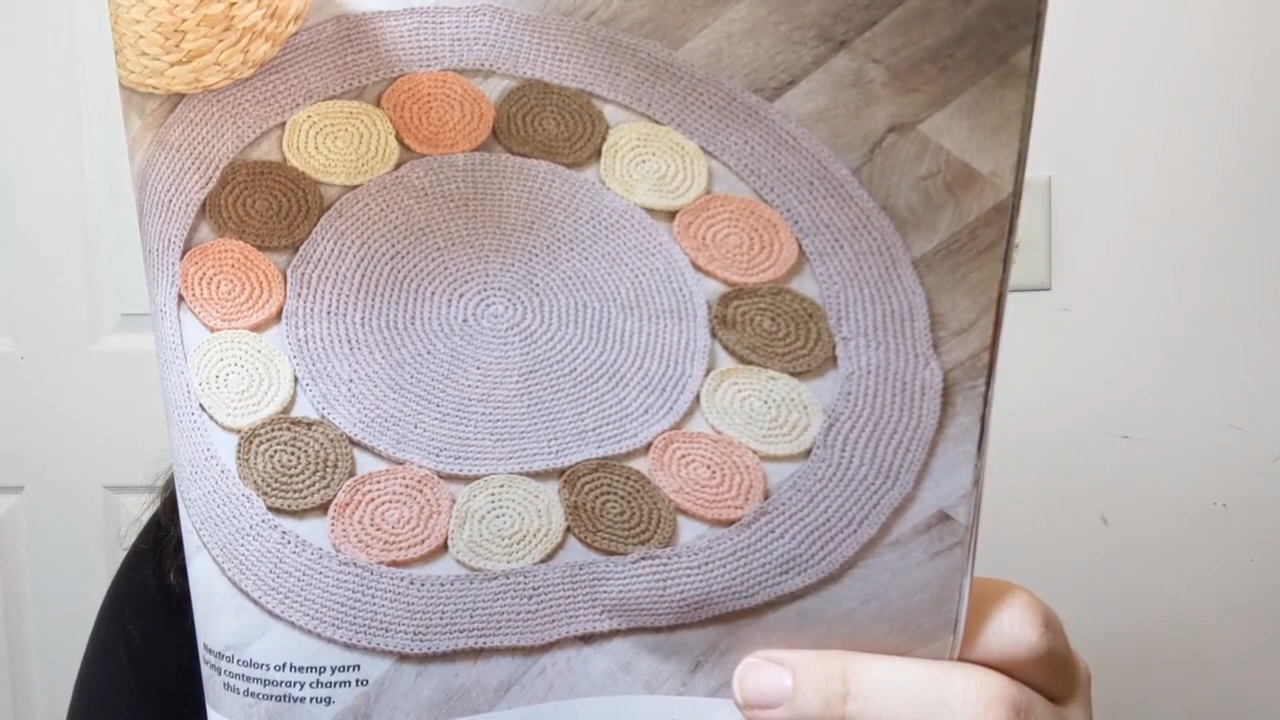 Neutral colors of hemp yarn
bring contemporary charm to
this decorative rug.